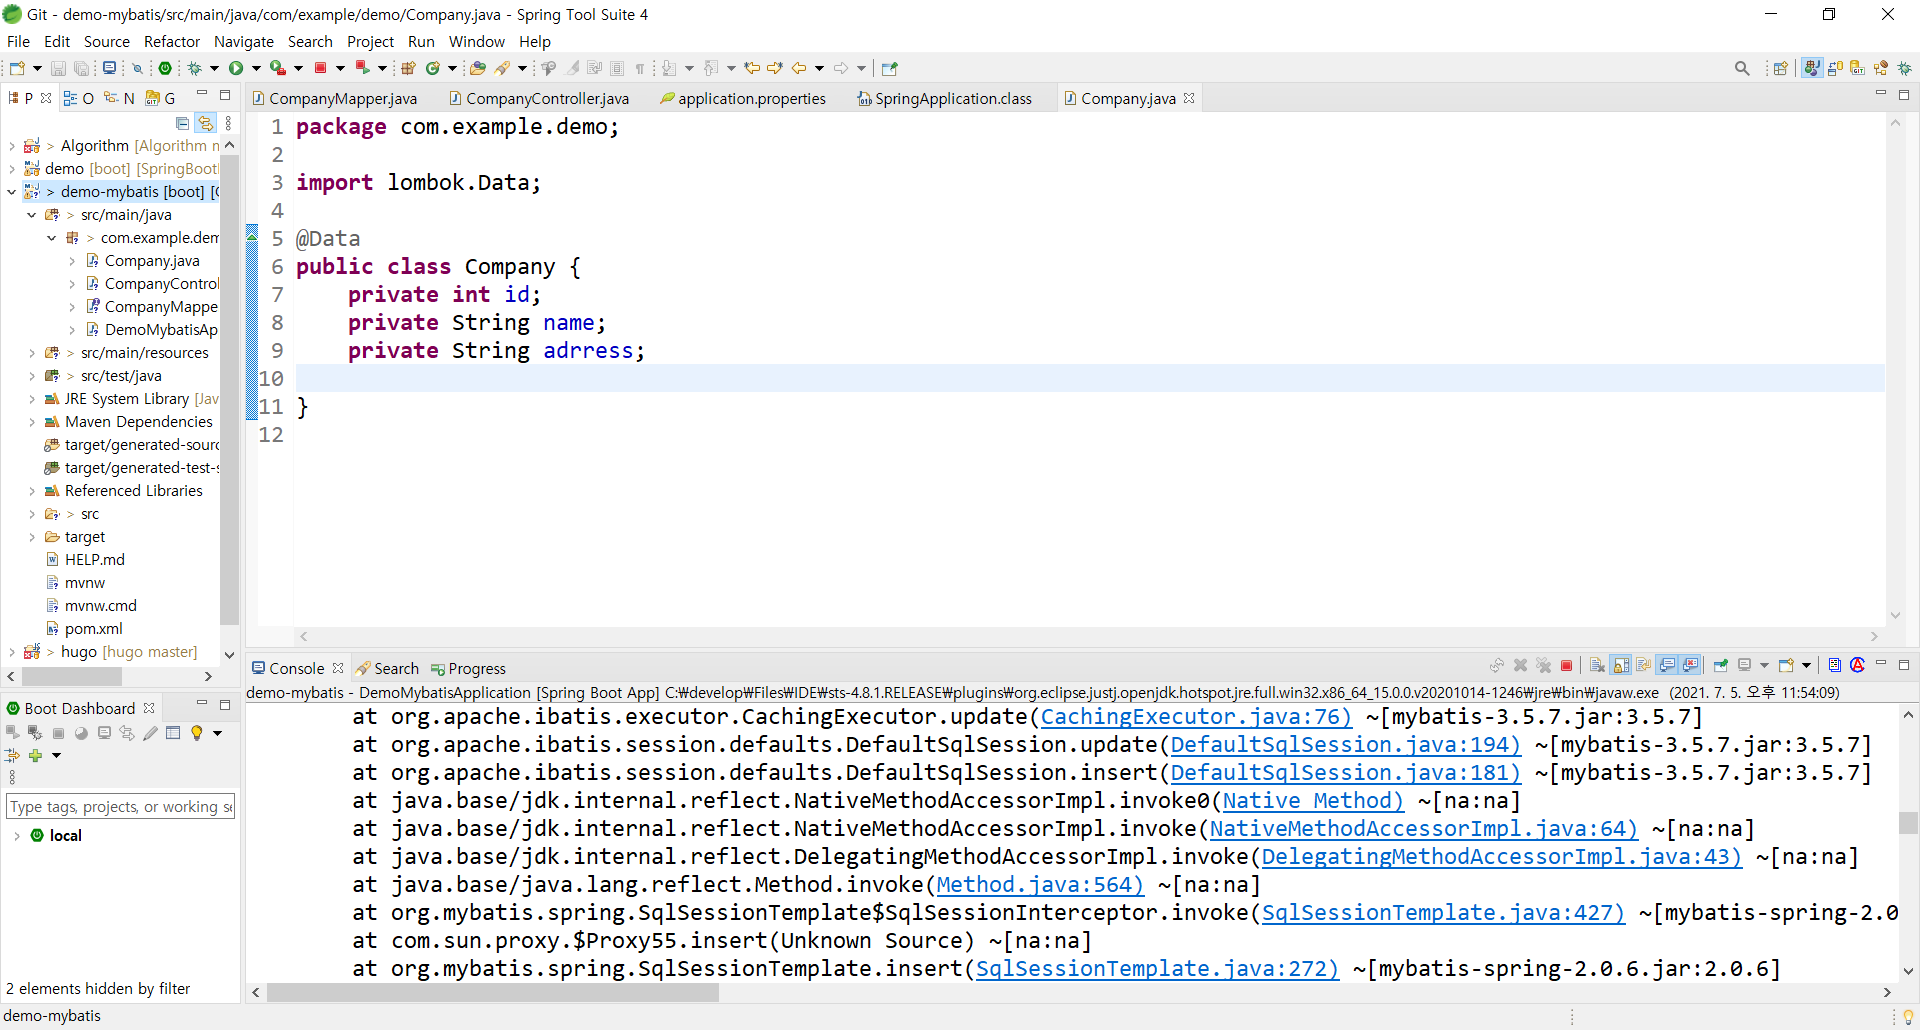 Git - demo-mybatis/src/main/java/com/example/demo/Company.java - Spring Tool Suite 4
File Edit Source Refactor Navigate Search Project Run Window Help
P O N G
CompanyMapper.java CompanyController.java application.properties SpringApplication.class Company.java
> Algorithm [Algorithm m
demo [boot] [SpringBoot
> demo-mybatis [boot] [G
> src/main/java
> com.example.dem
Company.java
CompanyControl
CompanyMappe
DemoMybatisAp
> src/main/resources
> src/test/java
JRE System Library [Jav
Maven Dependencies
target/generated-sourc
target/generated-test-s
Referenced Libraries
> src
target
HELP.md
mvnw
mvnw.cmd
pom.xml
> hugo [hugo master]
1 package com.example.demo;
2
3 import lombok.Data;
4
5 @Data
6 public class Company {
7 private int id;
8 private String name;
9 private String adrress;
10
11 }
12
Boot Dashboard
Type tags, projects, or working se
local
2 elements hidden by filter
Console Search Progress
demo-mybatis - DemoMybatisApplication [Spring Boot App] C:₩develop₩Files₩IDE₩sts-4.8.1.RELEASE₩plugins₩org.eclipse.justj.openjdk.hotspot.jre.full.win32.x86_64_15.0.0.v20201014-1246₩jre₩bin₩javaw.exe (2021. 7. 5. 오후 11:54:09)
at org.apache.ibatis.executor.CachingExecutor.update(CachingExecutor.java:76) ~[mybatis-3.5.7.jar:3.5.7]
at org.apache.ibatis.session.defaults.DefaultSqlSession.update(DefaultSqlSession.java:194) ~[mybatis-3.5.7.jar:3.5.7]
at org.apache.ibatis.session.defaults.DefaultSqlSession.insert(DefaultSqlSession.java:181) ~[mybatis-3.5.7.jar:3.5.7]
at java.base/jdk.internal.reflect.NativeMethodAccessorImpl.invoke0(Native Method) ~[na:na]
at java.base/jdk.internal.reflect.NativeMethodAccessorImpl.invoke(NativeMethodAccessorImpl.java:64) ~[na:na]
at java.base/jdk.internal.reflect.DelegatingMethodAccessorImpl.invoke(DelegatingMethodAccessorImpl.java:43) ~[na:na]
at java.base/java.lang.reflect.Method.invoke(Method.java:564) ~[na:na]
at org.mybatis.spring.SqlSessionTemplate$SqlSessionInterceptor.invoke(SqlSessionTemplate.java:427) ~[mybatis-spring-2.0
at com.sun.proxy.$Proxy55.insert(Unknown Source) ~[na:na]
at org.mybatis.spring.SqlSessionTemplate.insert(SqlSessionTemplate.java:272) ~[mybatis-spring-2.0.6.jar:2.0.6]
demo-mybatis